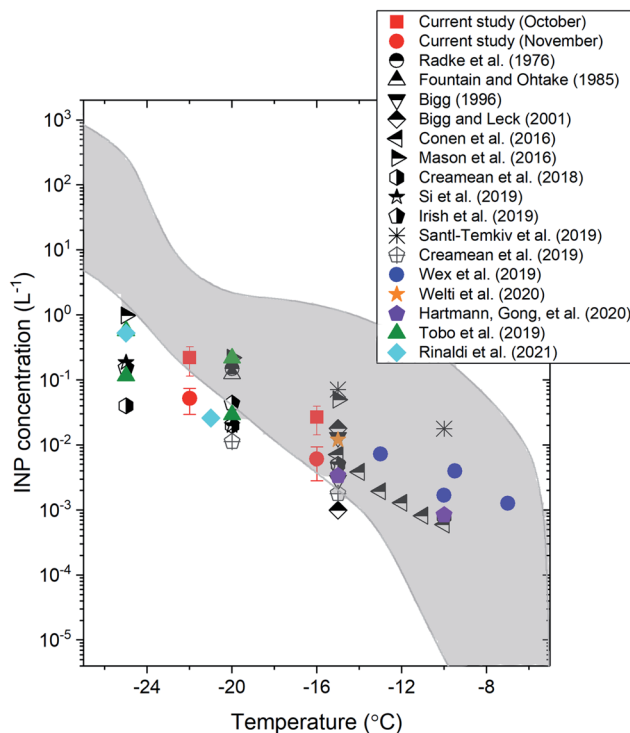 Current study (October)
Current study (November)
Radke et al. (1976)
Fountain and Ohtake (1985)
Bigg (1996)
Bigg and Leck (2001)
Conen et al. (2016)
Mason et al. (2016)
Creamean et al. (2018)
Si et al. (2019)
Irish et al. (2019)
Santl-Temkiv et al. (2019)
Creamean et al. (2019)
Wex et al. (2019)
Welti et al. (2020)
Hartmann, Gong, et al. (2020)
Tobo et al. (2019)
Rinaldi et al. (2021)
INP concentration (L⁻¹)
10³
10²
10¹
10⁰
10⁻¹
10⁻²
10⁻³
10⁻⁴
10⁻⁵
-24 -20 -16 -12 -8
Temperature (°C)